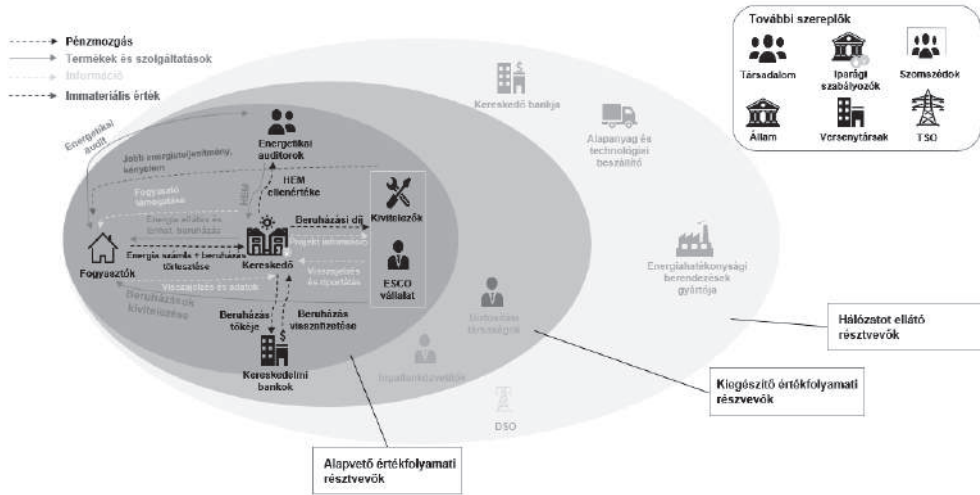 Pénzmozgás
Termékek és szolgáltatások
Információ
Immateriális érték
További szereplők
Társadalom
Iparági
szabályozók
Szomszédok
Állam
Versenytársak
TSO
Kereskedő bankja
Alapanyag és
technológiai
beszállító
Energiahatékonysági
berendezések
gyártója
Energetikai
audit
Energetikai
auditorok
Jobb energiateljesítmény,
kényelem
HEM
HEM
ellenértéke
Fogyasztó
támogatása
Energia ellátás és
beruházás
Beruházási díj
Kivitelezők
Projekt információ
Fogyasztók
Energia számla + beruházás
törlesztése
Kereskedő
Visszajelzés
és riportálás
ESCO
vállalat
Visszajelzés és adatok
Beruházások
kivitelezése
Beruházás
tőkéje
Beruházás
visszafizetése
Kereskedelmi
bankok
Biztosítási
társaságok
Ingatlanközvetítők
DSO
Hálózatot ellátó
résztvevők
Kiegészítő értékfolyamati
részvevők
Alapvető értékfolyamati
résztvevők